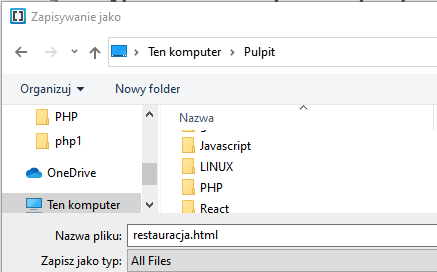 Zapisywanie jako
Ten komputer > Pulpit
Organizuj
Nowy folder
PHP
php1
OneDrive
Ten komputer
Nazwa
Javascript
LINUX
PHP
React
Nazwa pliku: restauracja.html
Zapisz jako typ: All Files